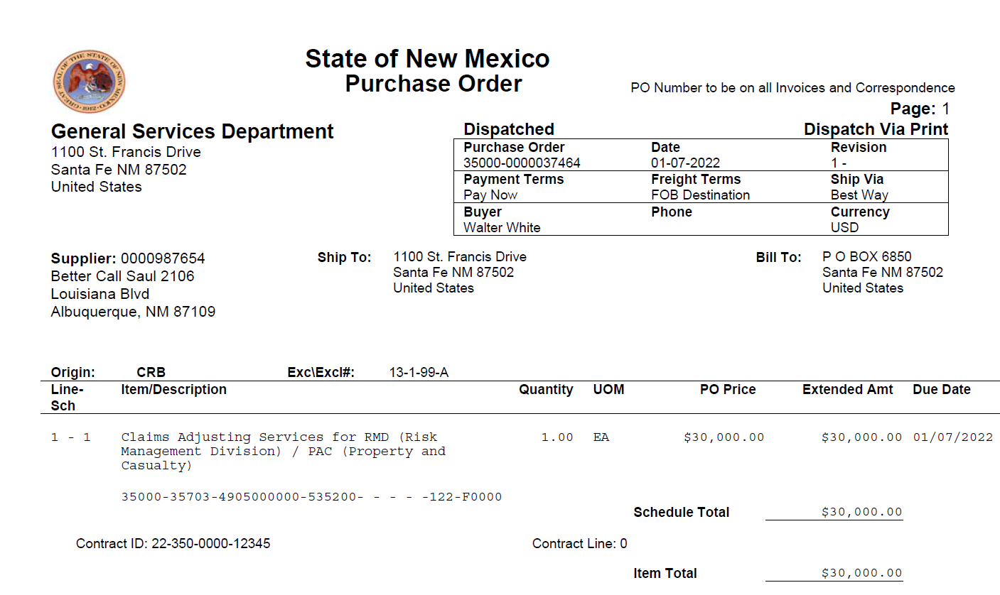 GREAT SEAL OF THE STATE OF NEW MEXICO
1912
State of New Mexico
Purchase Order
PO Number to be on all Invoices and Correspondence
Page: 1
General Services Department
1100 St. Francis Drive
Santa Fe NM 87502
United States
Dispatched Dispatch Via Print
Purchase Order Date Revision
35000-0000037464 01-07-2022 1 -
Payment Terms Freight Terms Ship Via
Pay Now FOB Destination Best Way
Buyer Phone Currency
Walter White USD
Supplier: 0000987654
Better Call Saul 2106
Louisiana Blvd
Albuquerque, NM 87109
Ship To: 1100 St. Francis Drive
Santa Fe NM 87502
United States
Bill To: P O BOX 6850
Santa Fe NM 87502
United States
Origin: CRB Exc\Excl#: 13-1-99-A
Line- Item/Description Quantity UOM PO Price Extended Amt Due Date
Sch
1 - 1 Claims Adjusting Services for RMD (Risk 1.00 EA $30,000.00 $30,000.00 01/07/2022
Management Division) / PAC (Property and
Casualty)
35000-35703-4905000000-535200- - - - -122-F0000
Schedule Total $30,000.00
Contract ID: 22-350-0000-12345 Contract Line: 0
Item Total $30,000.00